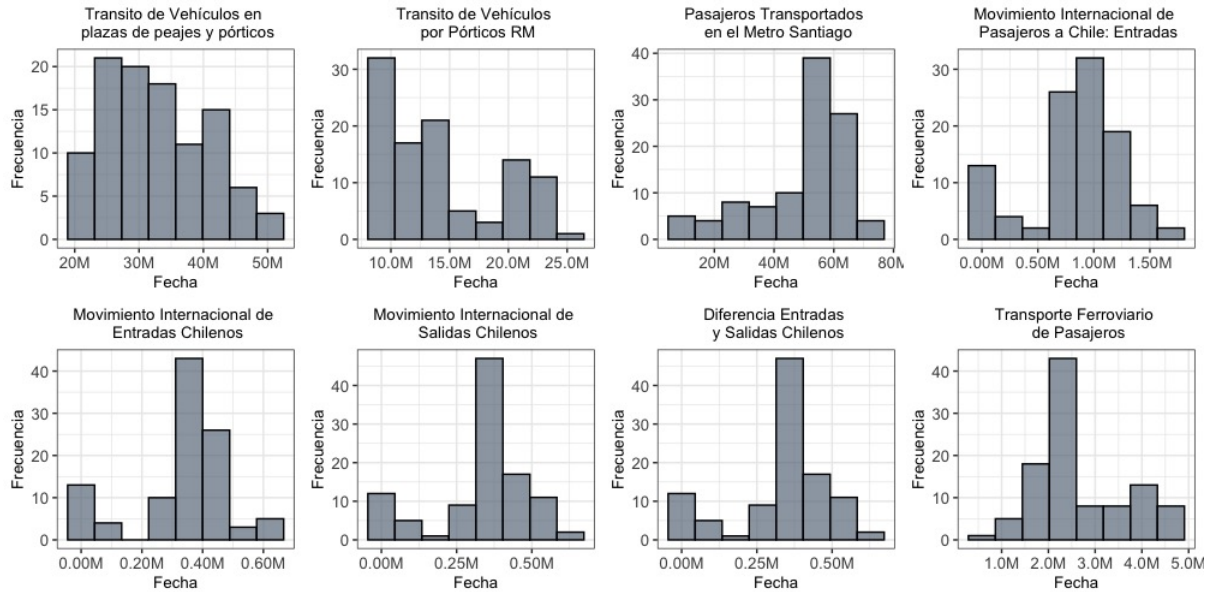 Transito de Vehículos en
plazas de peajes y pórticos
Frecuencia
20
15
10
5
0
20M 30M 40M 50M
Fecha
Transito de Vehículos
por Pórticos RM
Frecuencia
30
20
10
0
10.0M 15.0M 20.0M 25.0M
Fecha
Pasajeros Transportados
en el Metro Santiago
Frecuencia
40
30
20
10
0
20M 40M 60M 80M
Fecha
Movimiento Internacional de
Pasajeros a Chile: Entradas
Frecuencia
30
20
10
0
0.00M 0.50M 1.00M 1.50M
Fecha
Movimiento Internacional de
Entradas Chilenos
Frecuencia
40
30
20
10
0
0.00M 0.20M 0.40M 0.60M
Fecha
Movimiento Internacional de
Salidas Chilenos
Frecuencia
40
30
20
10
0
0.00M 0.25M 0.50M
Fecha
Diferencia Entradas
y Salidas Chilenos
Frecuencia
40
30
20
10
0
0.00M 0.25M 0.50M
Fecha
Transporte Ferroviario
de Pasajeros
Frecuencia
40
30
20
10
0
1.0M 2.0M 3.0M 4.0M 5.0M
Fecha